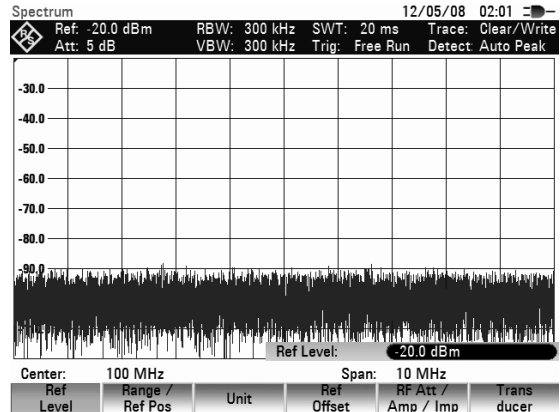 Spectrum 12/05/08 02:01
Ref: -20.0 dBm RBW: 300 kHz SWT: 20 ms Trace: Clear/Write
Att: 5 dB VBW: 300 kHz Trig: Free Run Detect: Auto Peak
-30.0
-40.0
-50.0
-60.0
-70.0
-80.0
-90.0
Ref Level: -20.0 dBm
Center: 100 MHz Span: 10 MHz
Ref Level Range / Ref Pos Unit Ref Offset RF Att / Amp / Imp Trans ducer